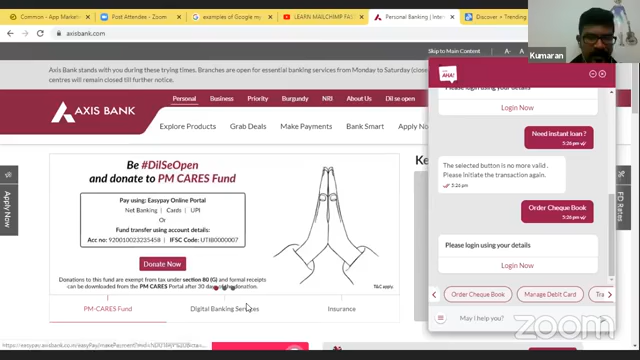 Common - App Market
Post Attendee - Zoom
examples of Google my
LEARN MAILCHIMP FAS
Personal Banking | Inter
Discover > Trending
axisbank.com
Kumaran
Skip to Main Content
A-
A
Axis Bank stands with you during these trying times. Branches are open for essential banking services from Monday to Saturday (close
centres will remain closed till further notice.
Personal
Business
Priority
Burgundy
NRI
About Us
Dil se open
AXIS BANK
Explore Products
Grab Deals
Make Payments
Bank Smart
Apply No
Apply Now
Be #DilSeOpen
and donate to PM CARES Fund
Pay using: Easypay Online Portal
Net Banking | Cards | UPI
Or
Fund transfer using account details:
Acc no: 920010023235458 | IFSC Code: UTIB0000007
Donate Now
Donations to this fund are exempt from tax under section 80 (G) and formal receipts
can be downloaded from the PM CARES Portal after 30 days of the donation.
T&C apply.
PM-CARES Fund
Digital Banking Services
Insurance
Ke
AHA!
Please login using your details
Login Now
Need instant loan ?
5:26 pm
The selected button is no more valid .
Please Initiate the transaction again.
5:26 pm
Order Cheque Book
5:26 pm
Please login using your details
Login Now
Order Cheque Book
Manage Debit Card
Tra
May I help you?
FD Rates
%
zoom